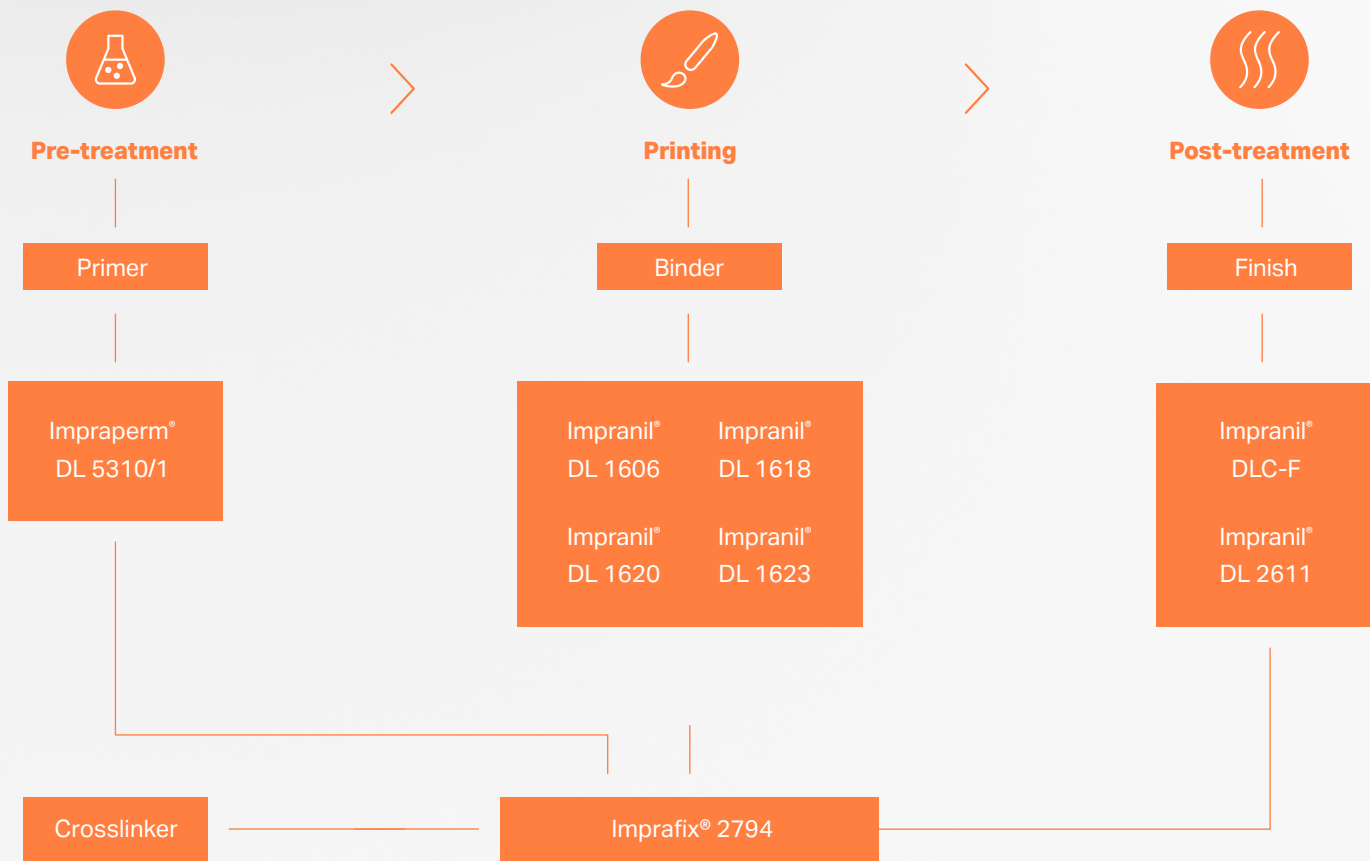 Pre-treatment
Printing
Post-treatment
Primer
Binder
Finish
Impraperm®
DL 5310/1
Impranil®
DL 1606
Impranil®
DL 1618
Impranil®
DL 1620
Impranil®
DL 1623
Impranil®
DLC-F
Impranil®
DL 2611
Crosslinker
Imprafix® 2794